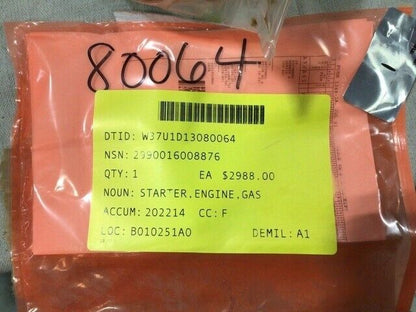 80064
DTID: W37U1D13080064
NSN: 2990016008876
QTY: 1 EA $2988.00
NOUN: STARTER,ENGINE,GAS
ACCUM: 202214 CC: F
LOC: B010251A0 DEMIL: A1